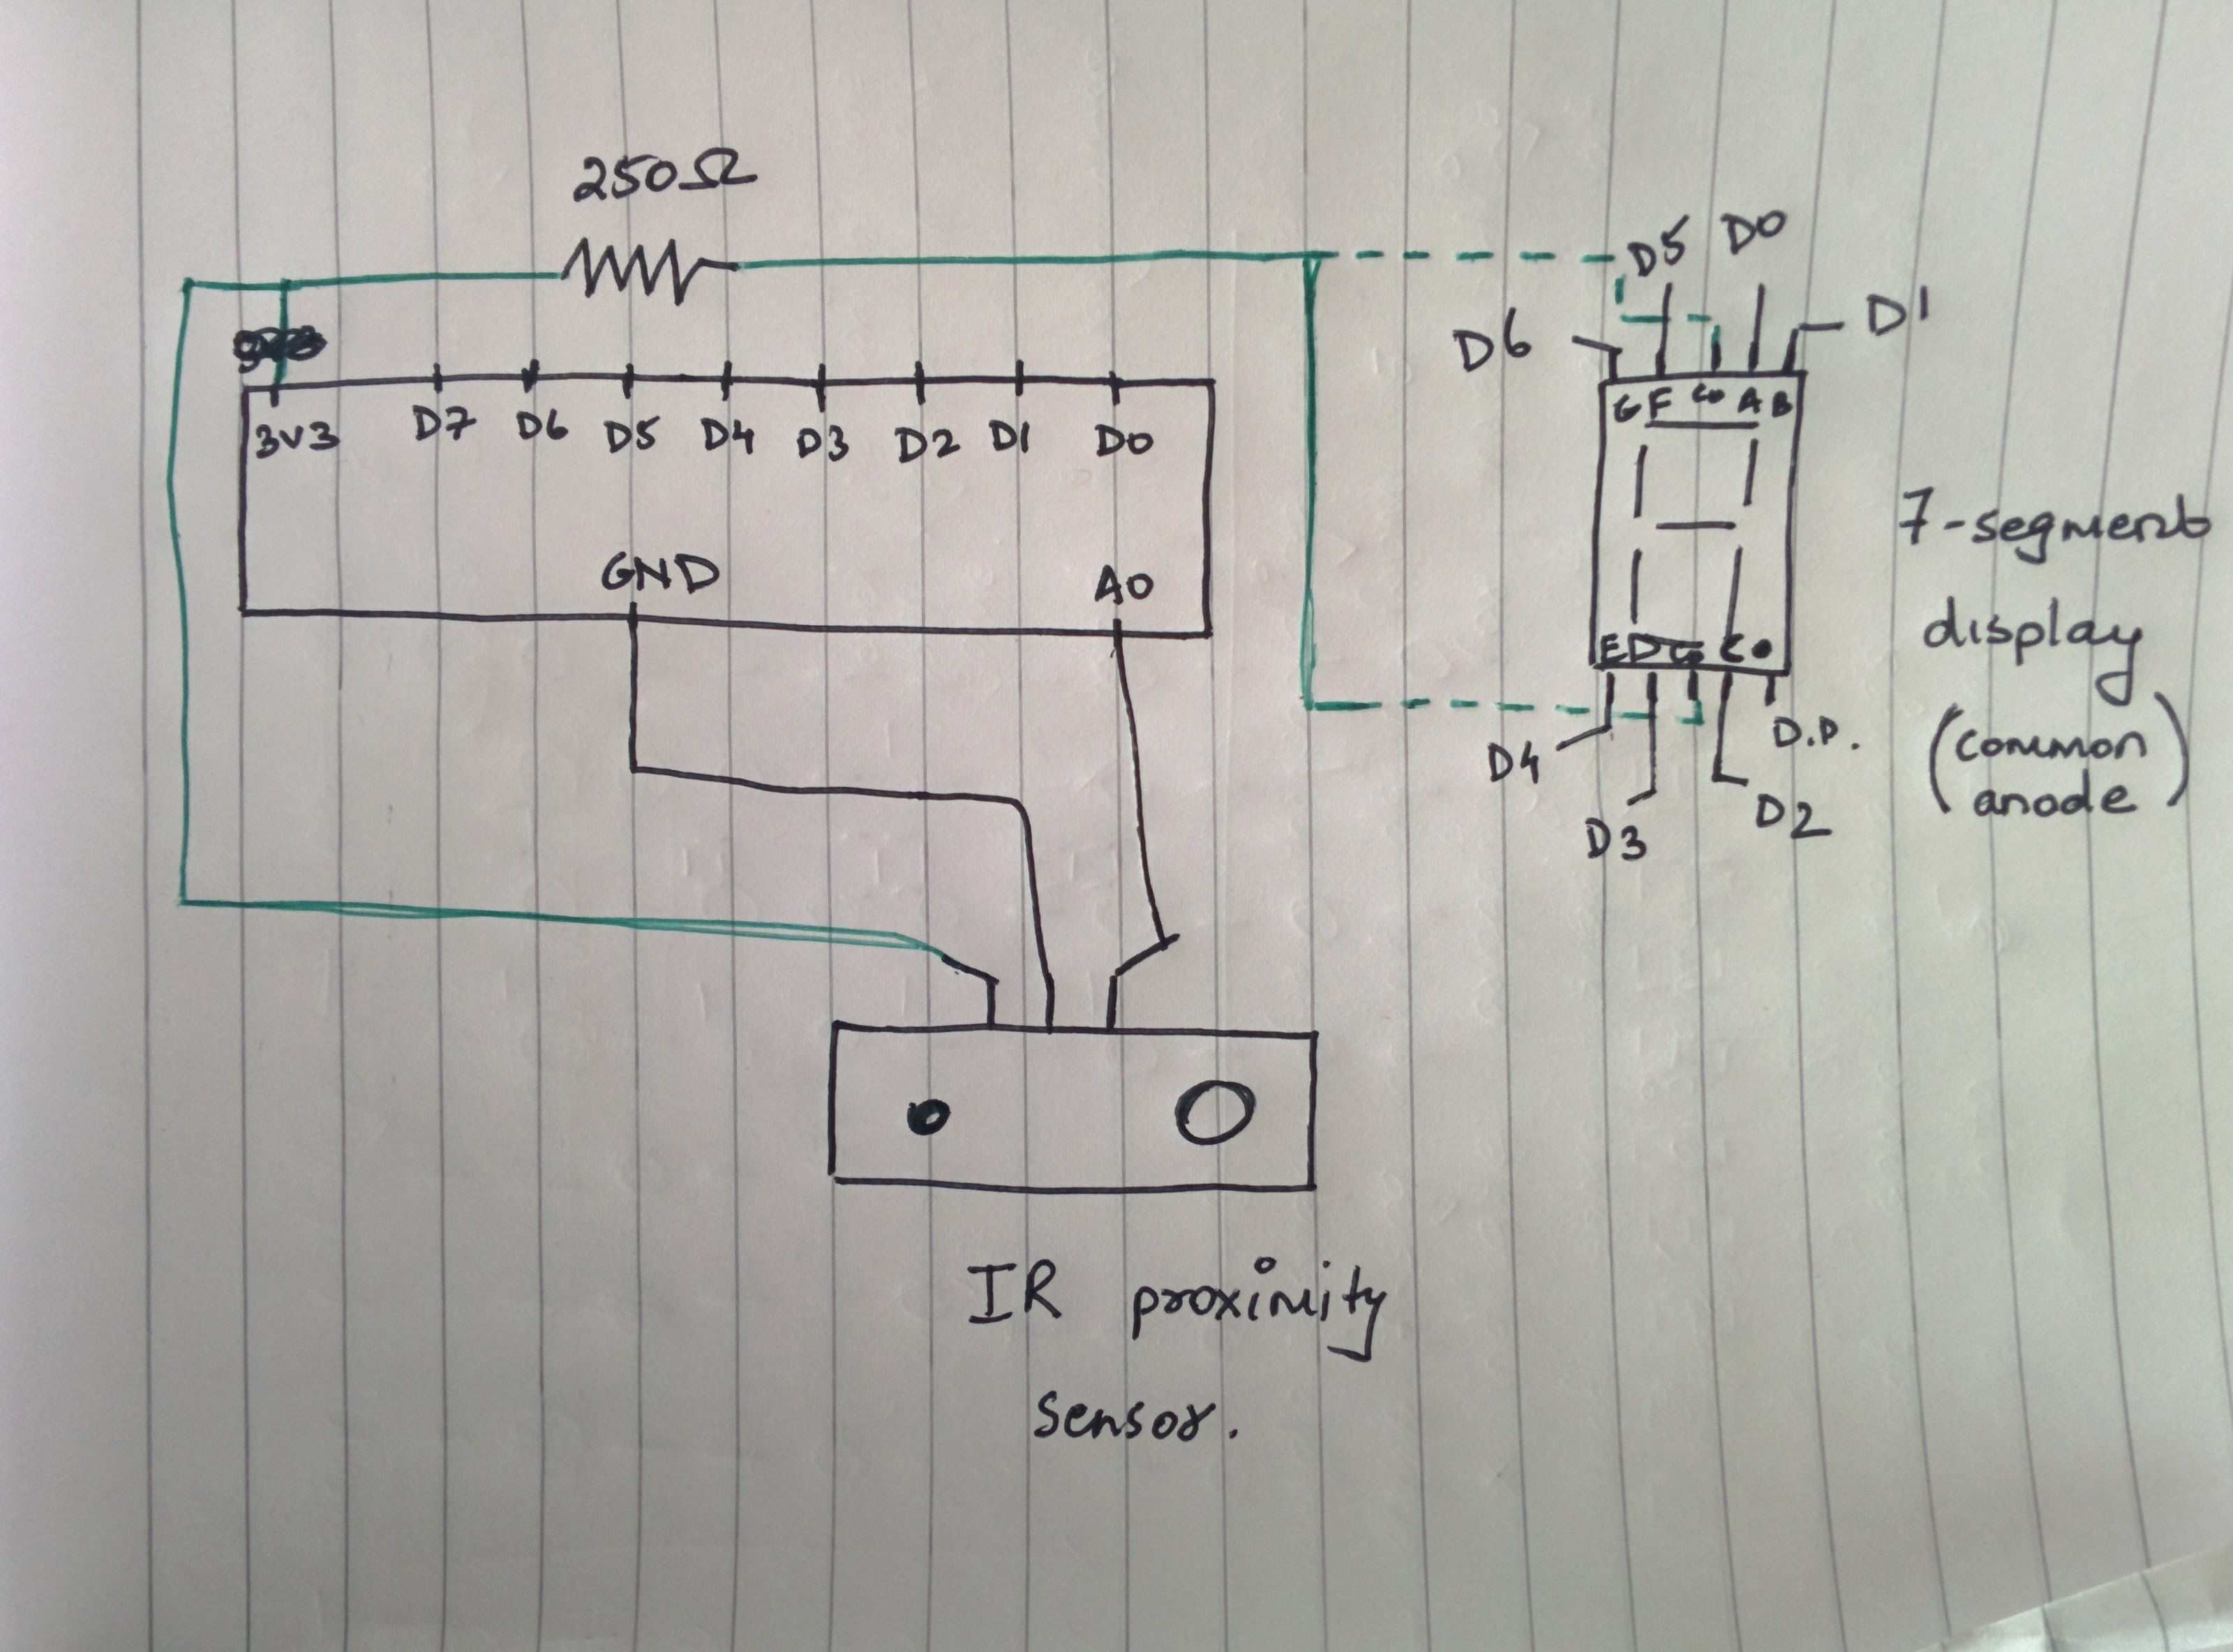 250Ω
D5 D0
D6
D1
3V3 D7 D6 D5 D4 D3 D2 D1 D0
G F Co A B
GND A0
7-segment
display
(common
anode)
E D Co C
D4
D.P.
D3
D2
IR proximity
sensor.